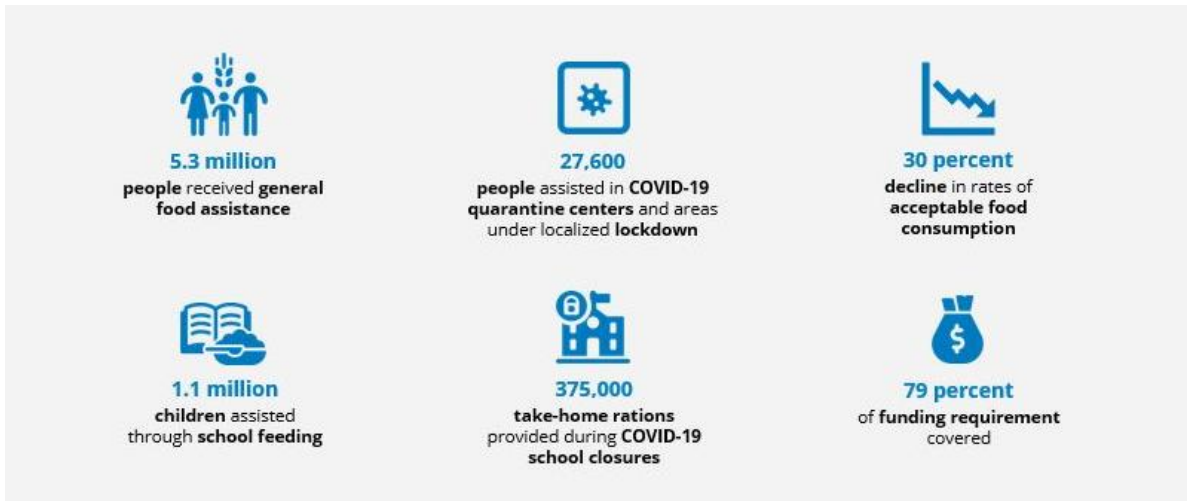 5.3 million
people received general
food assistance
27,600
people assisted in COVID-19
quarantine centers and areas
under localized lockdown
30 percent
decline in rates of
acceptable food
consumption
1.1 million
children assisted
through school feeding
375,000
take-home rations
provided during COVID-19
school closures
$
79 percent
of funding requirement
covered